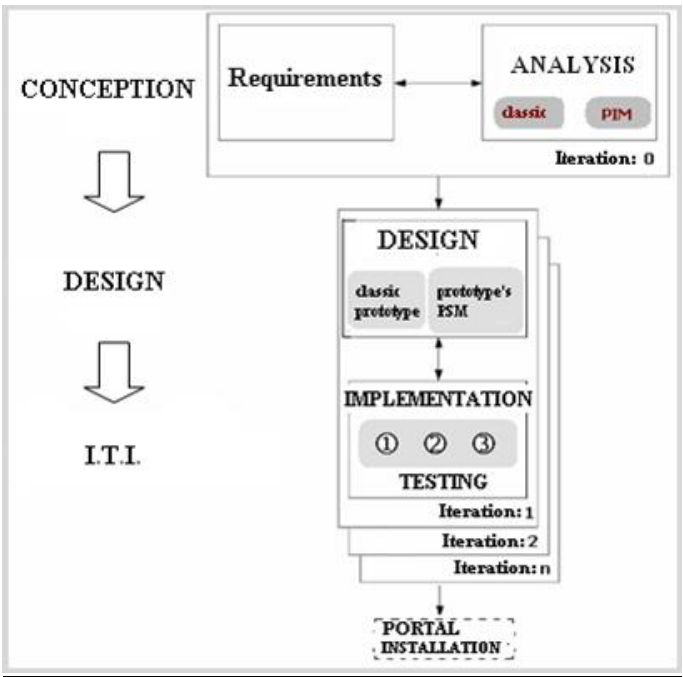 CONCEPTION
Requirements
ANALYSIS
classic
PIM
Iteration: 0
DESIGN
DESIGN
classic
prototype
prototype's
PSM
IMPLEMENTATION
① ② ③
TESTING
I.T.I.
Iteration: 1
Iteration: 2
Iteration: n
PORTAL
INSTALLATION